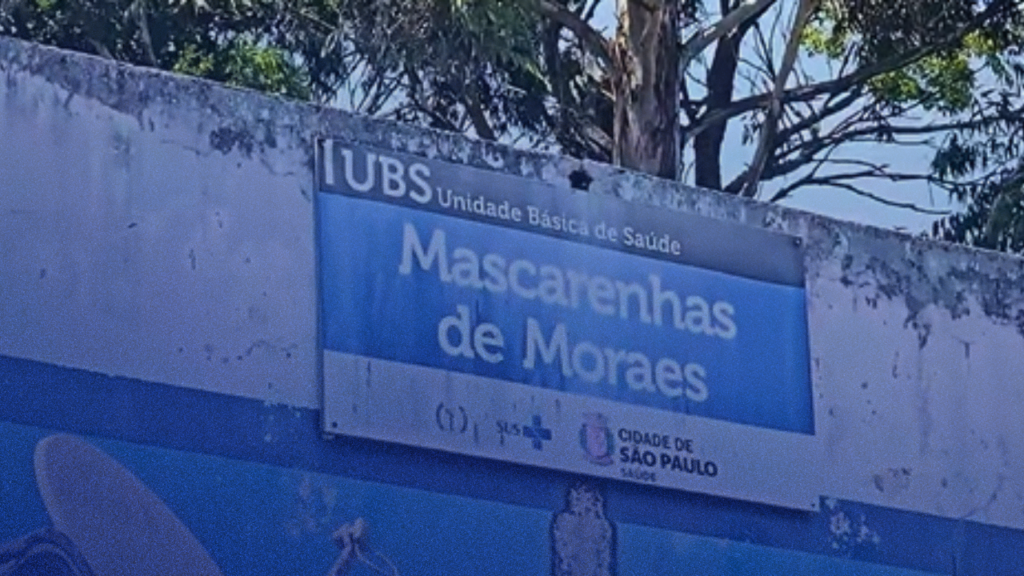 UBS Unidade Básica de Saúde
Mascarenhas
de Moraes
SUS
CIDADE DE
SÃO PAULO
SAÚDE